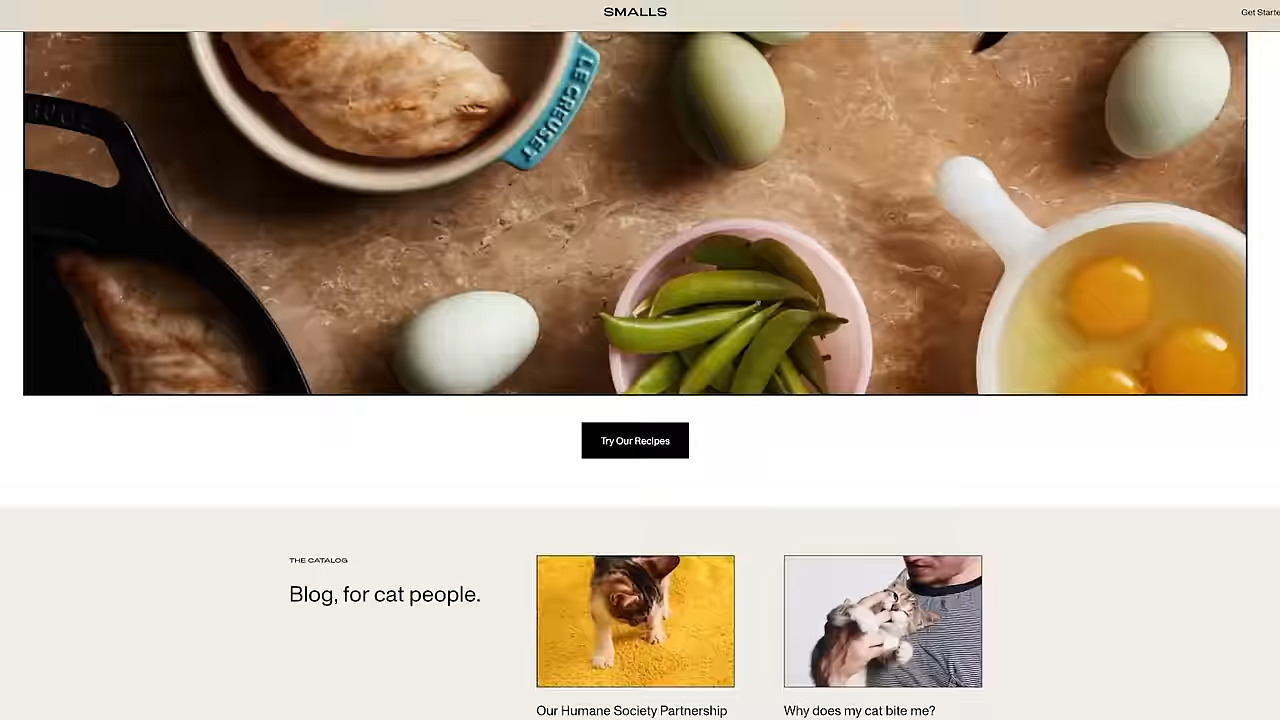 SMALLS
Get Starte
LE CREUSET
Try Our Recipes
THE CATALOG
Blog, for cat people.
Our Humane Society Partnership
Why does my cat bite me?